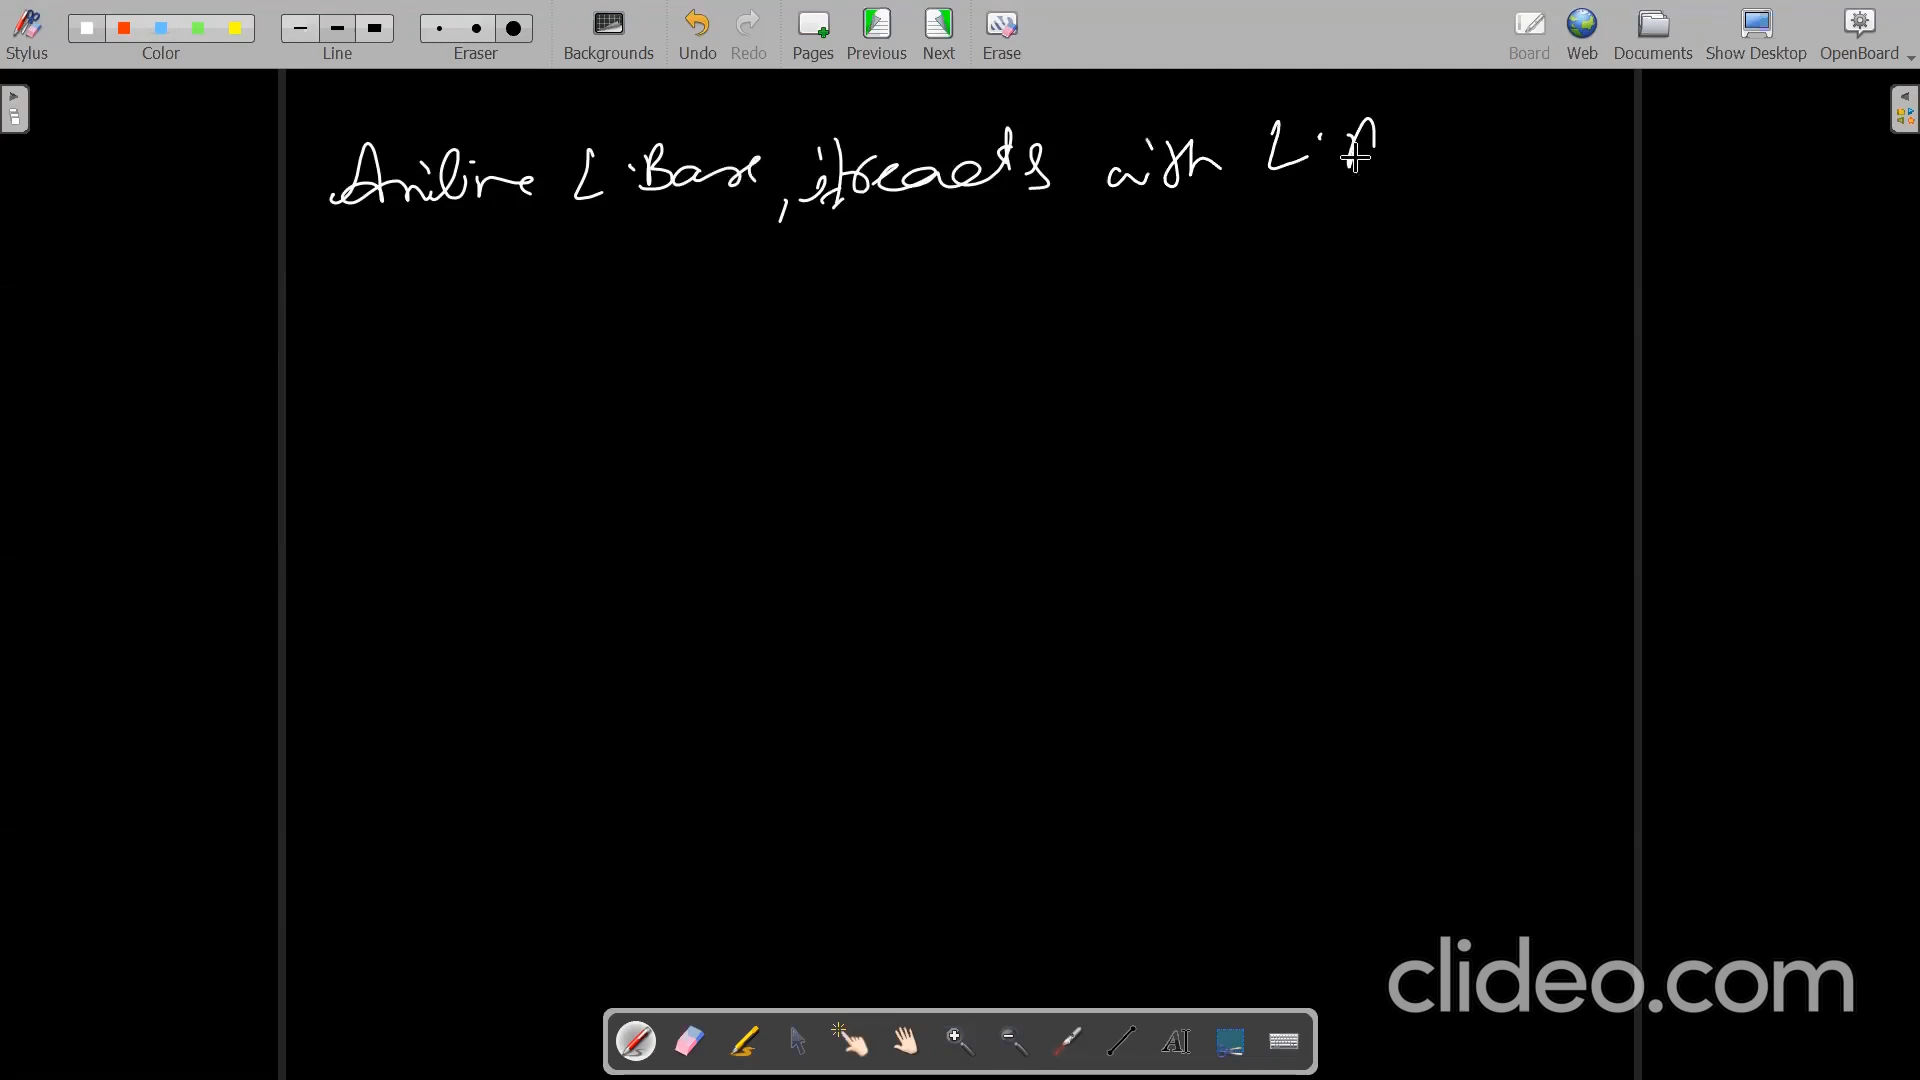 Stylus Color Line Eraser Backgrounds Undo Redo Pages Previous Next Erase Board Web Documents Show Desktop OpenBoard
Aniline L.Base, it reacts with L.A
AI
clideo.com